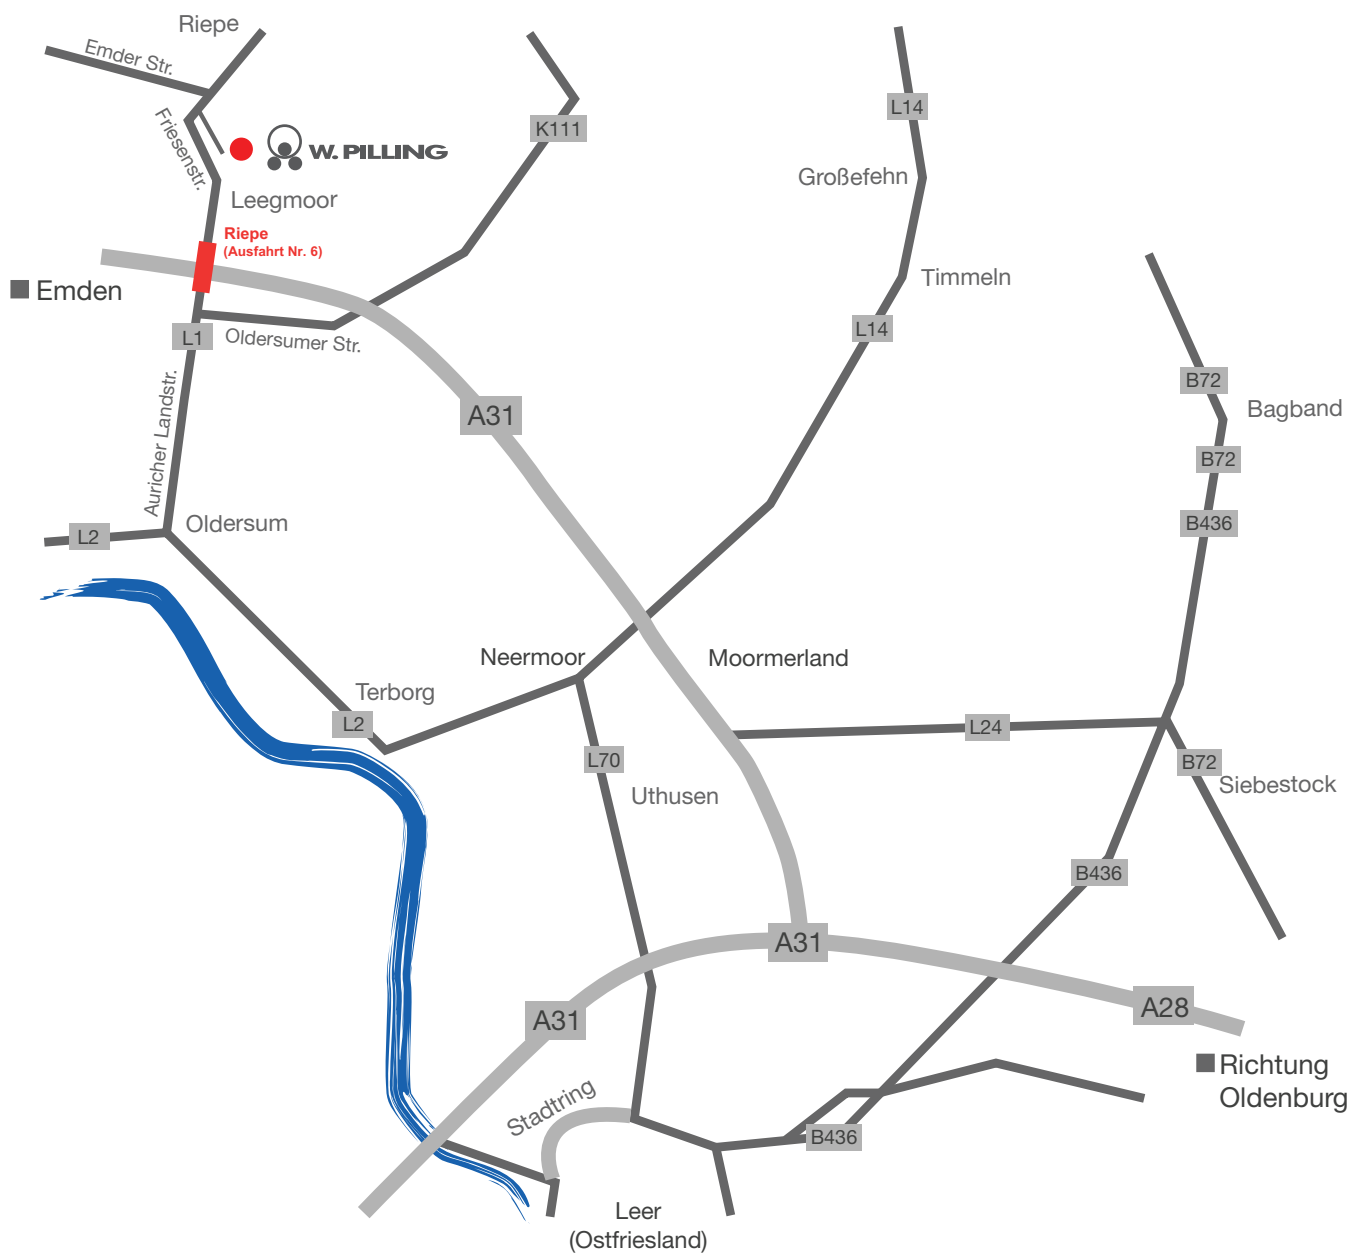 Riepe
Emder Str.
Friesenstr.
W. PILLING
K111
L14
Großefehn
Leegmoor
Riepe
(Ausfahrt Nr. 6)
Emden
Timmeln
L1
Oldersumer Str.
L14
Auricher Landstr.
A31
B72
Bagband
B72
L2
Oldersum
B436
Neermoor
Moormerland
Terborg
L2
L24
L70
Uthusen
B72
Siebestock
B436
A31
A31
A28
Richtung
Oldenburg
Stadtring
B436
Leer
(Ostfriesland)